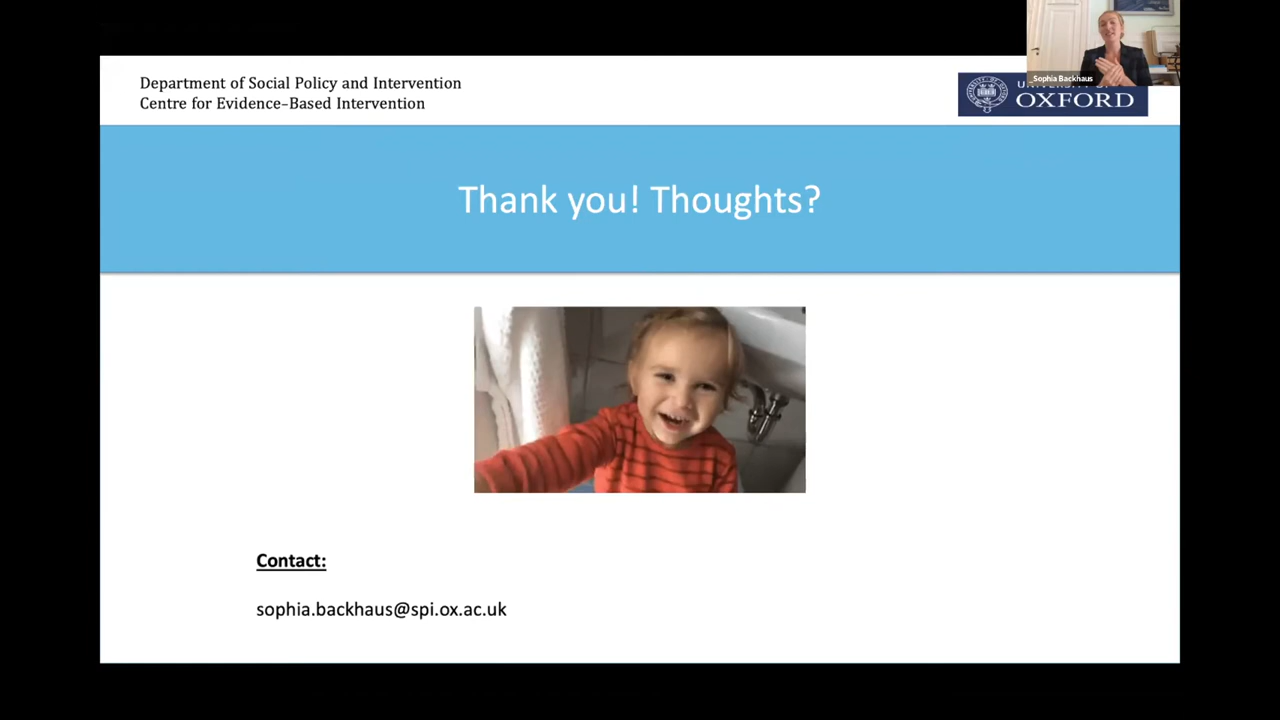 Department of Social Policy and Intervention
Centre for Evidence-Based Intervention
Sophia Backhaus
OXFORD
Thank you! Thoughts?
Contact:
sophia.backhaus@spi.ox.ac.uk